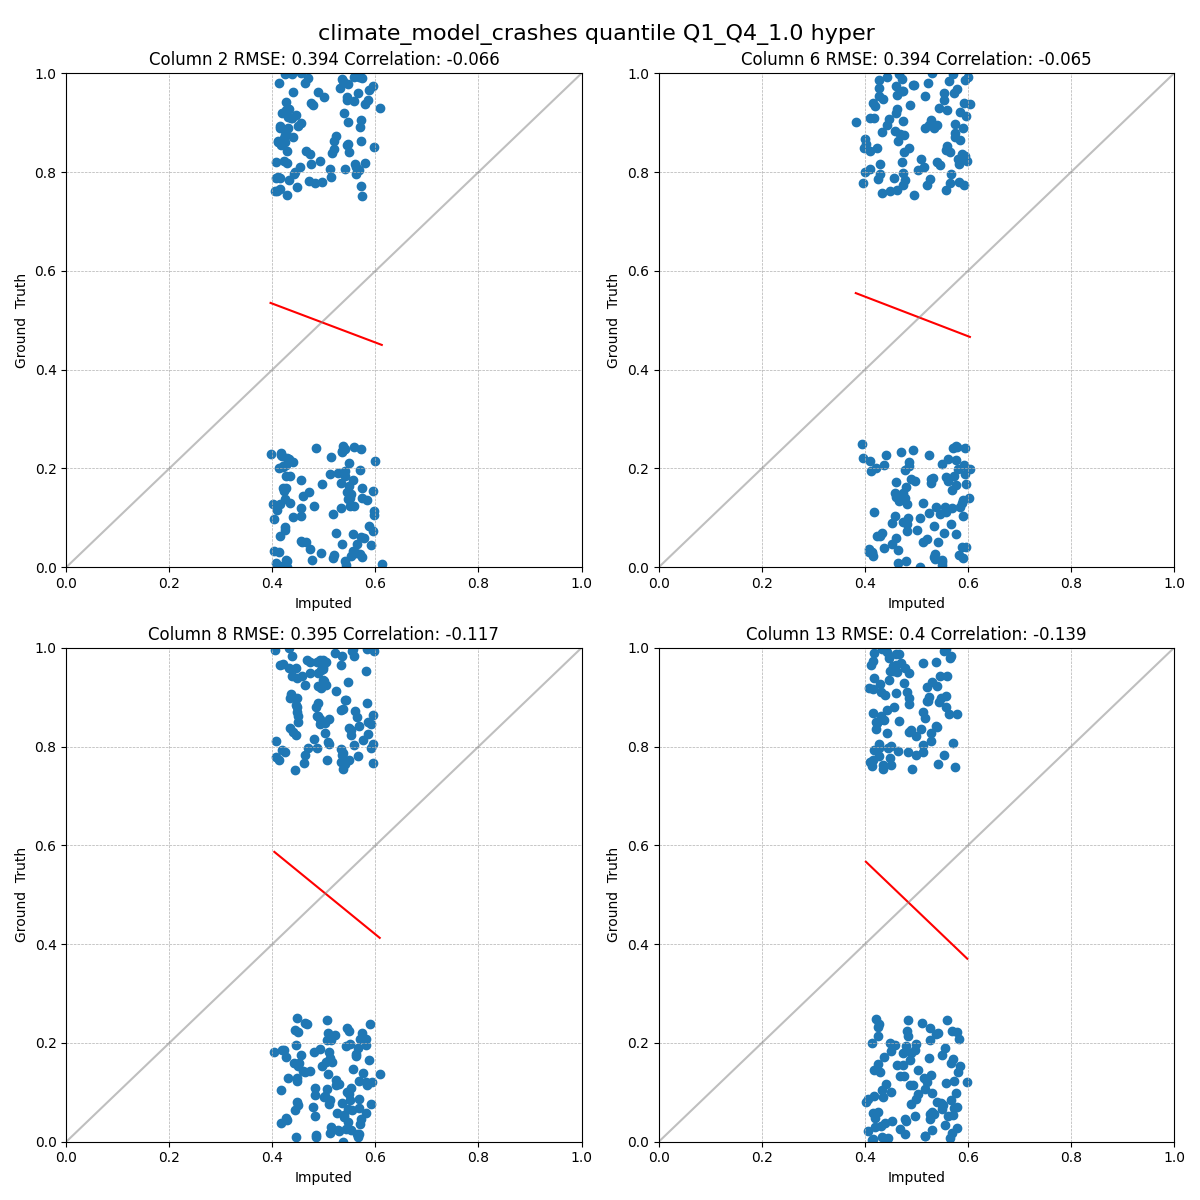 climate_model_crashes quantile Q1_Q4_1.0 hyper
Column 2 RMSE: 0.394 Correlation: -0.066
1.0
0.8
0.6
0.4
0.2
0.0
Ground Truth
0.0 0.2 0.4 0.6 0.8 1.0
Imputed
Column 6 RMSE: 0.394 Correlation: -0.065
1.0
0.8
0.6
0.4
0.2
0.0
Ground Truth
0.0 0.2 0.4 0.6 0.8 1.0
Imputed
Column 8 RMSE: 0.395 Correlation: -0.117
1.0
0.8
0.6
0.4
0.2
0.0
Ground Truth
0.0 0.2 0.4 0.6 0.8 1.0
Imputed
Column 13 RMSE: 0.4 Correlation: -0.139
1.0
0.8
0.6
0.4
0.2
0.0
Ground Truth
0.0 0.2 0.4 0.6 0.8 1.0
Imputed